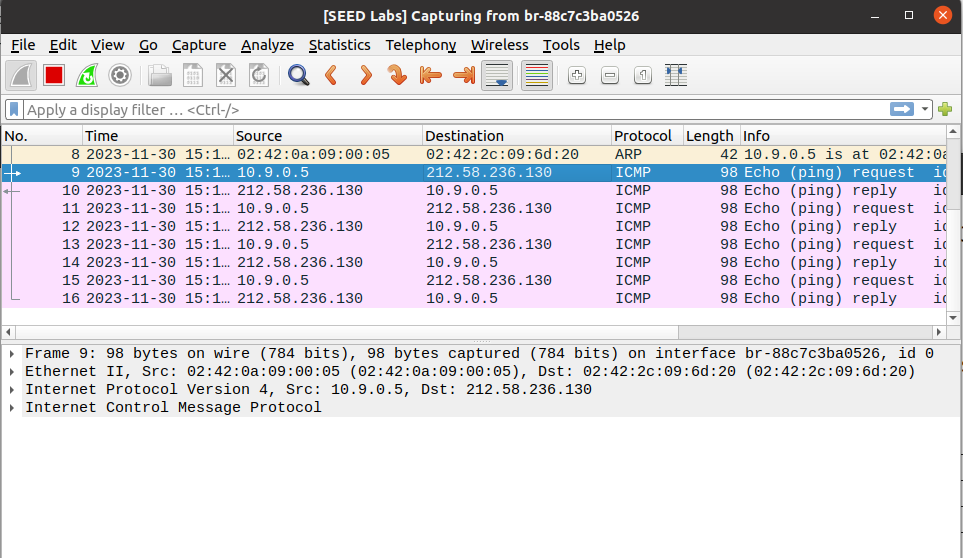 [SEED Labs] Capturing from br-88c7c3ba0526
File Edit View Go Capture Analyze Statistics Telephony Wireless Tools Help
Apply a display filter … <Ctrl-/>
No. Time Source Destination Protocol Length Info
8 2023-11-30 15:1… 02:42:0a:09:00:05 02:42:2c:09:6d:20 ARP 42 10.9.0.5 is at 02:42:0a
9 2023-11-30 15:1… 10.9.0.5 212.58.236.130 ICMP 98 Echo (ping) request id
10 2023-11-30 15:1… 212.58.236.130 10.9.0.5 ICMP 98 Echo (ping) reply id
11 2023-11-30 15:1… 10.9.0.5 212.58.236.130 ICMP 98 Echo (ping) request id
12 2023-11-30 15:1… 212.58.236.130 10.9.0.5 ICMP 98 Echo (ping) reply id
13 2023-11-30 15:1… 10.9.0.5 212.58.236.130 ICMP 98 Echo (ping) request id
14 2023-11-30 15:1… 212.58.236.130 10.9.0.5 ICMP 98 Echo (ping) reply id
15 2023-11-30 15:1… 10.9.0.5 212.58.236.130 ICMP 98 Echo (ping) request id
16 2023-11-30 15:1… 212.58.236.130 10.9.0.5 ICMP 98 Echo (ping) reply id
Frame 9: 98 bytes on wire (784 bits), 98 bytes captured (784 bits) on interface br-88c7c3ba0526, id 0
Ethernet II, Src: 02:42:0a:09:00:05 (02:42:0a:09:00:05), Dst: 02:42:2c:09:6d:20 (02:42:2c:09:6d:20)
Internet Protocol Version 4, Src: 10.9.0.5, Dst: 212.58.236.130
Internet Control Message Protocol